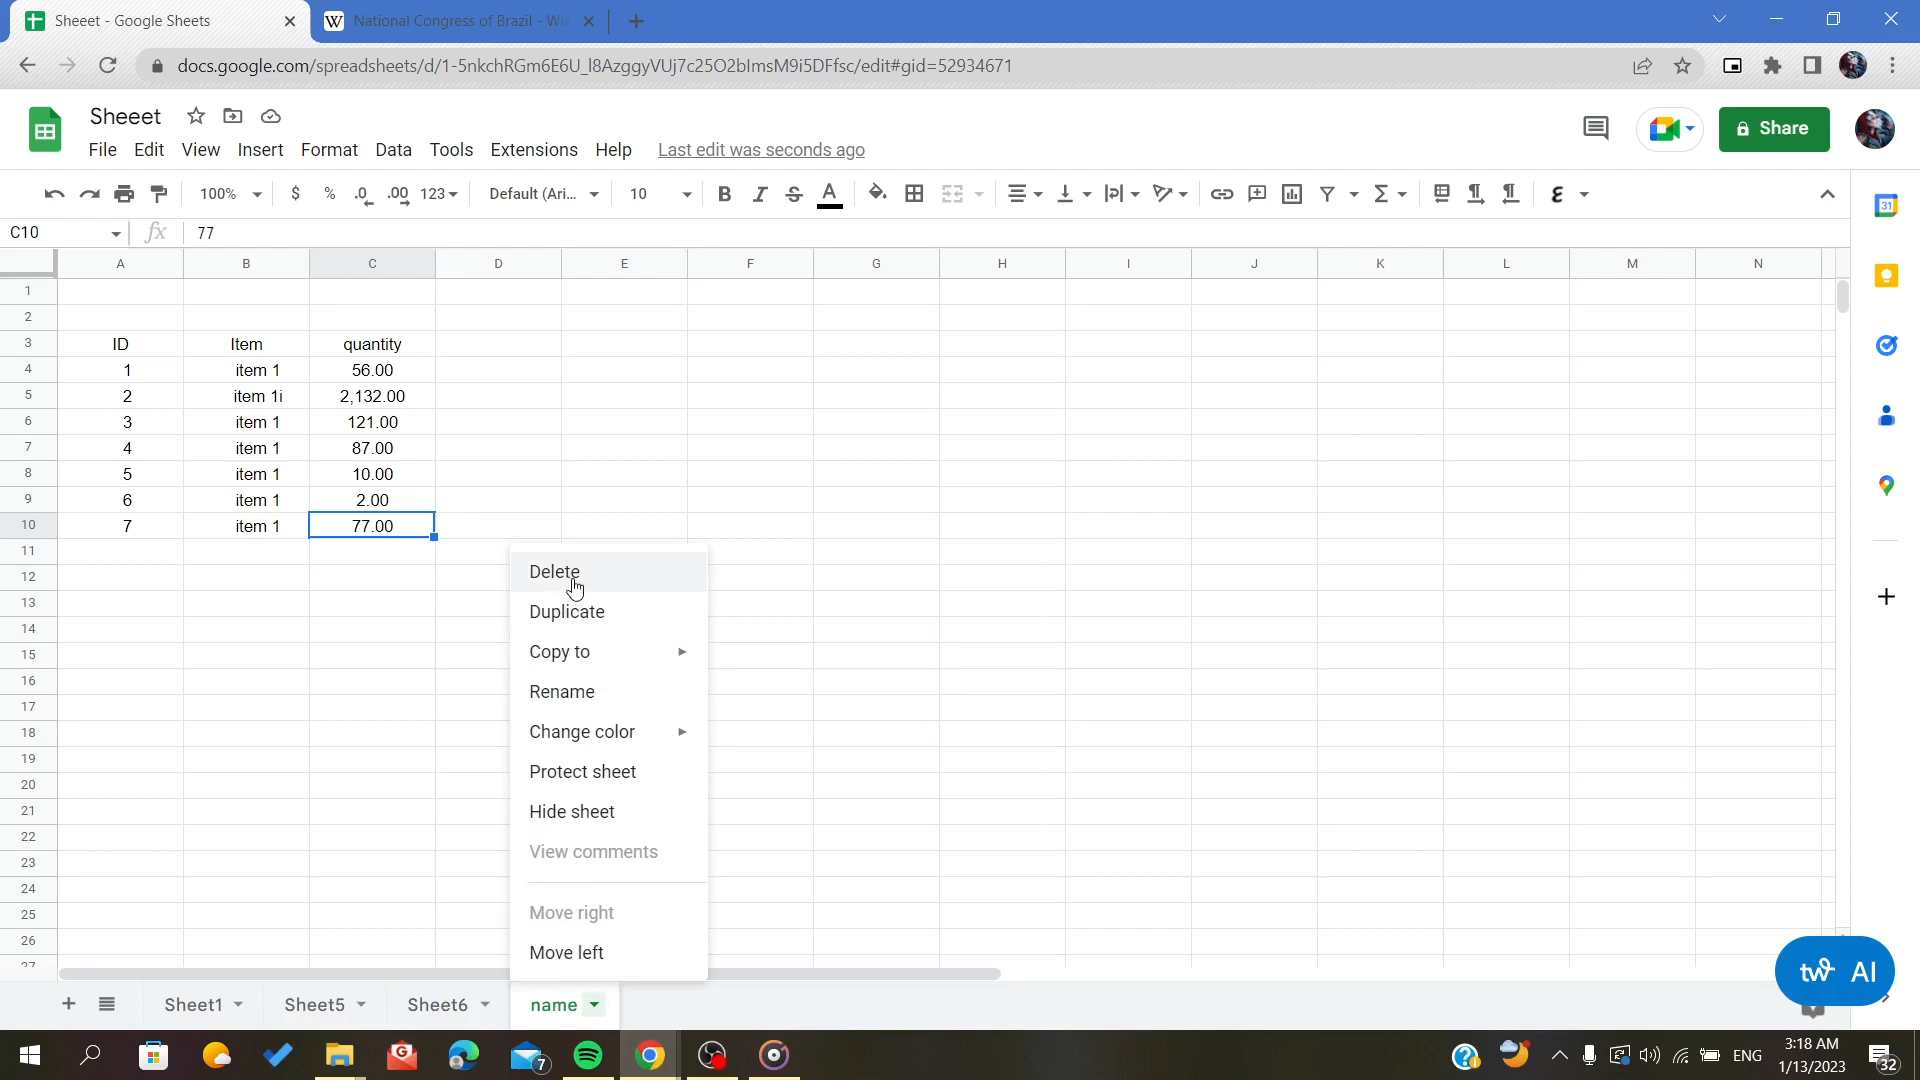 Sheeet - Google Sheets
National Congress of Brazil - Wik
docs.google.com/spreadsheets/d/1-5nkchRGm6E6U_I8AzggyVUj7c25O2bImsM9i5DFfsc/edit#gid=52934671
Sheeet
File Edit View Insert Format Data Tools Extensions Help Last edit was seconds ago
Share
100% $ % .0 .00 123 Default (Ari... 10 B I S A
C10 fx 77
A B C D E F G H I J K L M N
1
2
3 ID Item quantity
4 1 item 1 56.00
5 2 item 1i 2,132.00
6 3 item 1 121.00
7 4 item 1 87.00
8 5 item 1 10.00
9 6 item 1 2.00
10 7 item 1 77.00
11
12
13
14
15
16
17
18
19
20
21
22
23
24
25
26
27
Delete
Duplicate
Copy to
Rename
Change color
Protect sheet
Hide sheet
View comments
Move right
Move left
tw AI
Sheet1 Sheet5 Sheet6 name
7
ENG
3:18 AM
1/13/2023
32
31